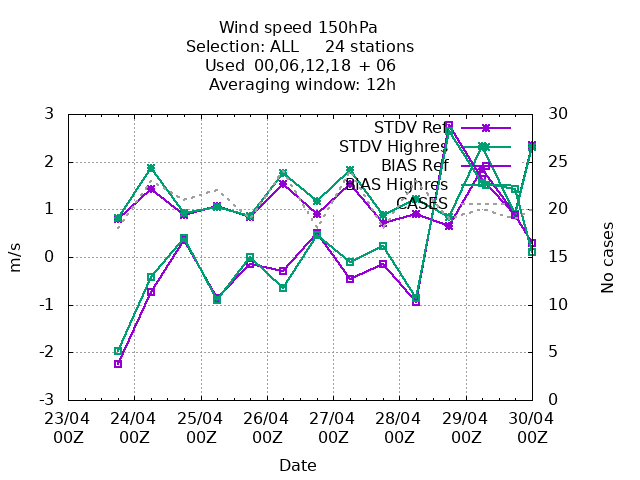 Wind speed 150hPa
Selection: ALL 24 stations
Used 00,06,12,18 + 06
Averaging window: 12h
STDV Ref
STDV Highres
BIAS Ref
BIAS Highres
CASES
3
2
1
0
-1
-2
-3
m/s
30
25
20
15
10
5
0
No cases
23/04 24/04 25/04 26/04 27/04 28/04 29/04 30/04
00Z 00Z 00Z 00Z 00Z 00Z 00Z 00Z
Date